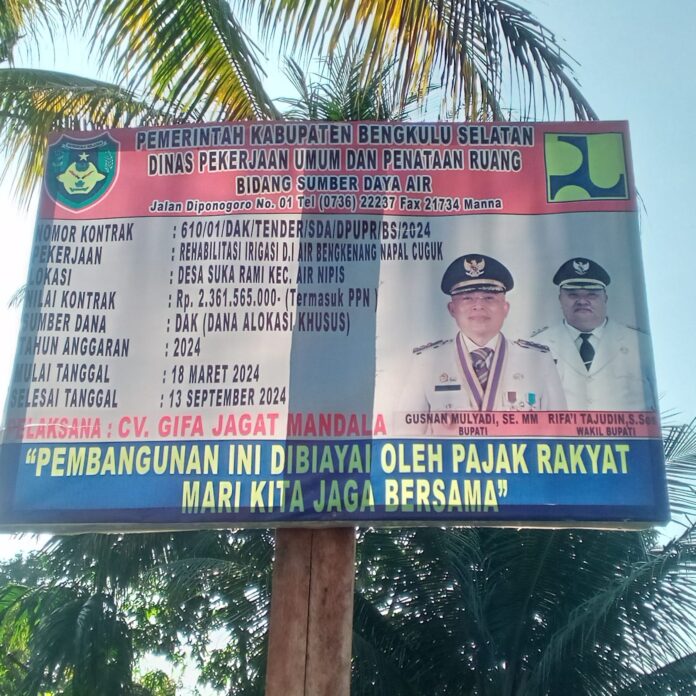 PEMERINTAH KABUPATEN BENGKULU SELATAN
DINAS PEKERJAAN UMUM DAN PENATAAN RUANG
BIDANG SUMBER DAYA AIR
Jalan Diponogoro No. 01 Tel (0736) 22237 Fax 21734 Manna
NOMOR KONTRAK : 610/01/DAK/TENDER/SDA/DPUPR/BS/2024
PEKERJAAN : REHABILITASI IRIGASI D.I AIR BENGKENANG NAPAL CUGUK
LOKASI : DESA SUKA RAMI KEC. AIR NIPIS
NILAI KONTRAK : Rp. 2.361.565.000- (Termasuk PPN)
SUMBER DANA : DAK (DANA ALOKASI KHUSUS)
TAHUN ANGGARAN : 2024
MULAI TANGGAL : 18 MARET 2024
SELESAI TANGGAL : 13 SEPTEMBER 2024
PELAKSANA : CV. GIFA JAGAT MANDALA
GUSNAN MULYADI, SE. MM
BUPATI
RIFA'I TAJUDIN,S.Sos
WAKIL BUPATI
"PEMBANGUNAN INI DIBIAYAI OLEH PAJAK RAKYAT
MARI KITA JAGA BERSAMA"